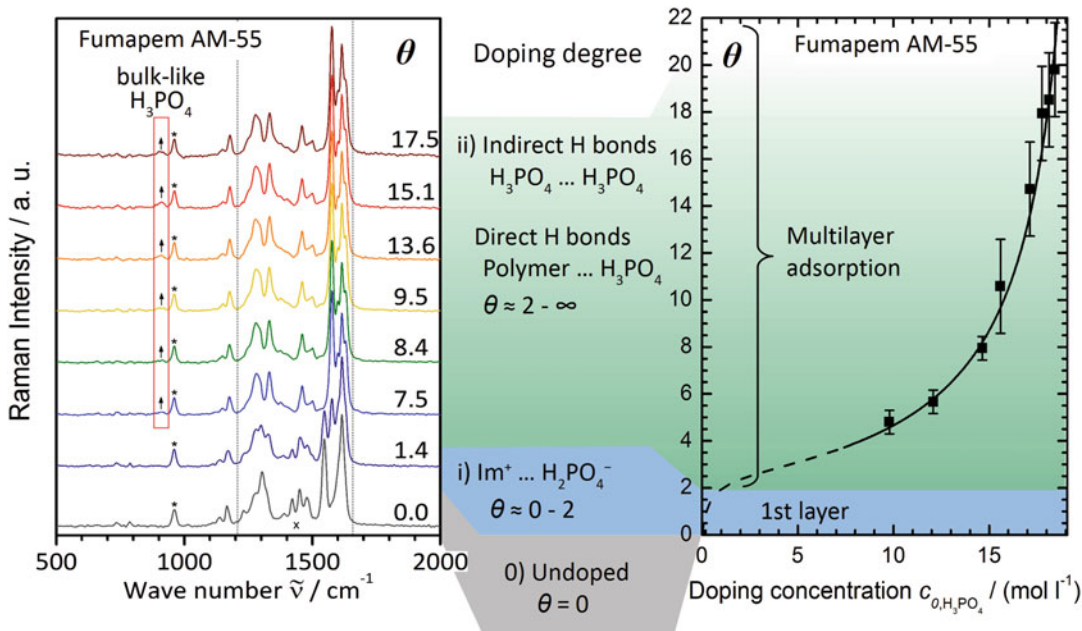 Fumapem AM-55
θ
bulk-like
H₃PO₄
17.5
15.1
13.6
9.5
8.4
7.5
1.4
0.0
* * * * * * * *
x
Raman Intensity / a. u.
500 1000 1500 2000
Wave number ṽ / cm⁻¹
Doping degree
ii) Indirect H bonds
H₃PO₄ ... H₃PO₄
Direct H bonds
Polymer ... H₃PO₄
θ ≈ 2 - ∞
i) Im⁺ ... H₂PO₄⁻
θ ≈ 0 - 2
0) Undoped
θ = 0
22
20
18
16
14
12
10
8
6
4
2
0
θ
Fumapem AM-55
Multilayer
adsorption
1st layer
0 5 10 15
Doping concentration c₀,H₃PO₄ / (mol l⁻¹)